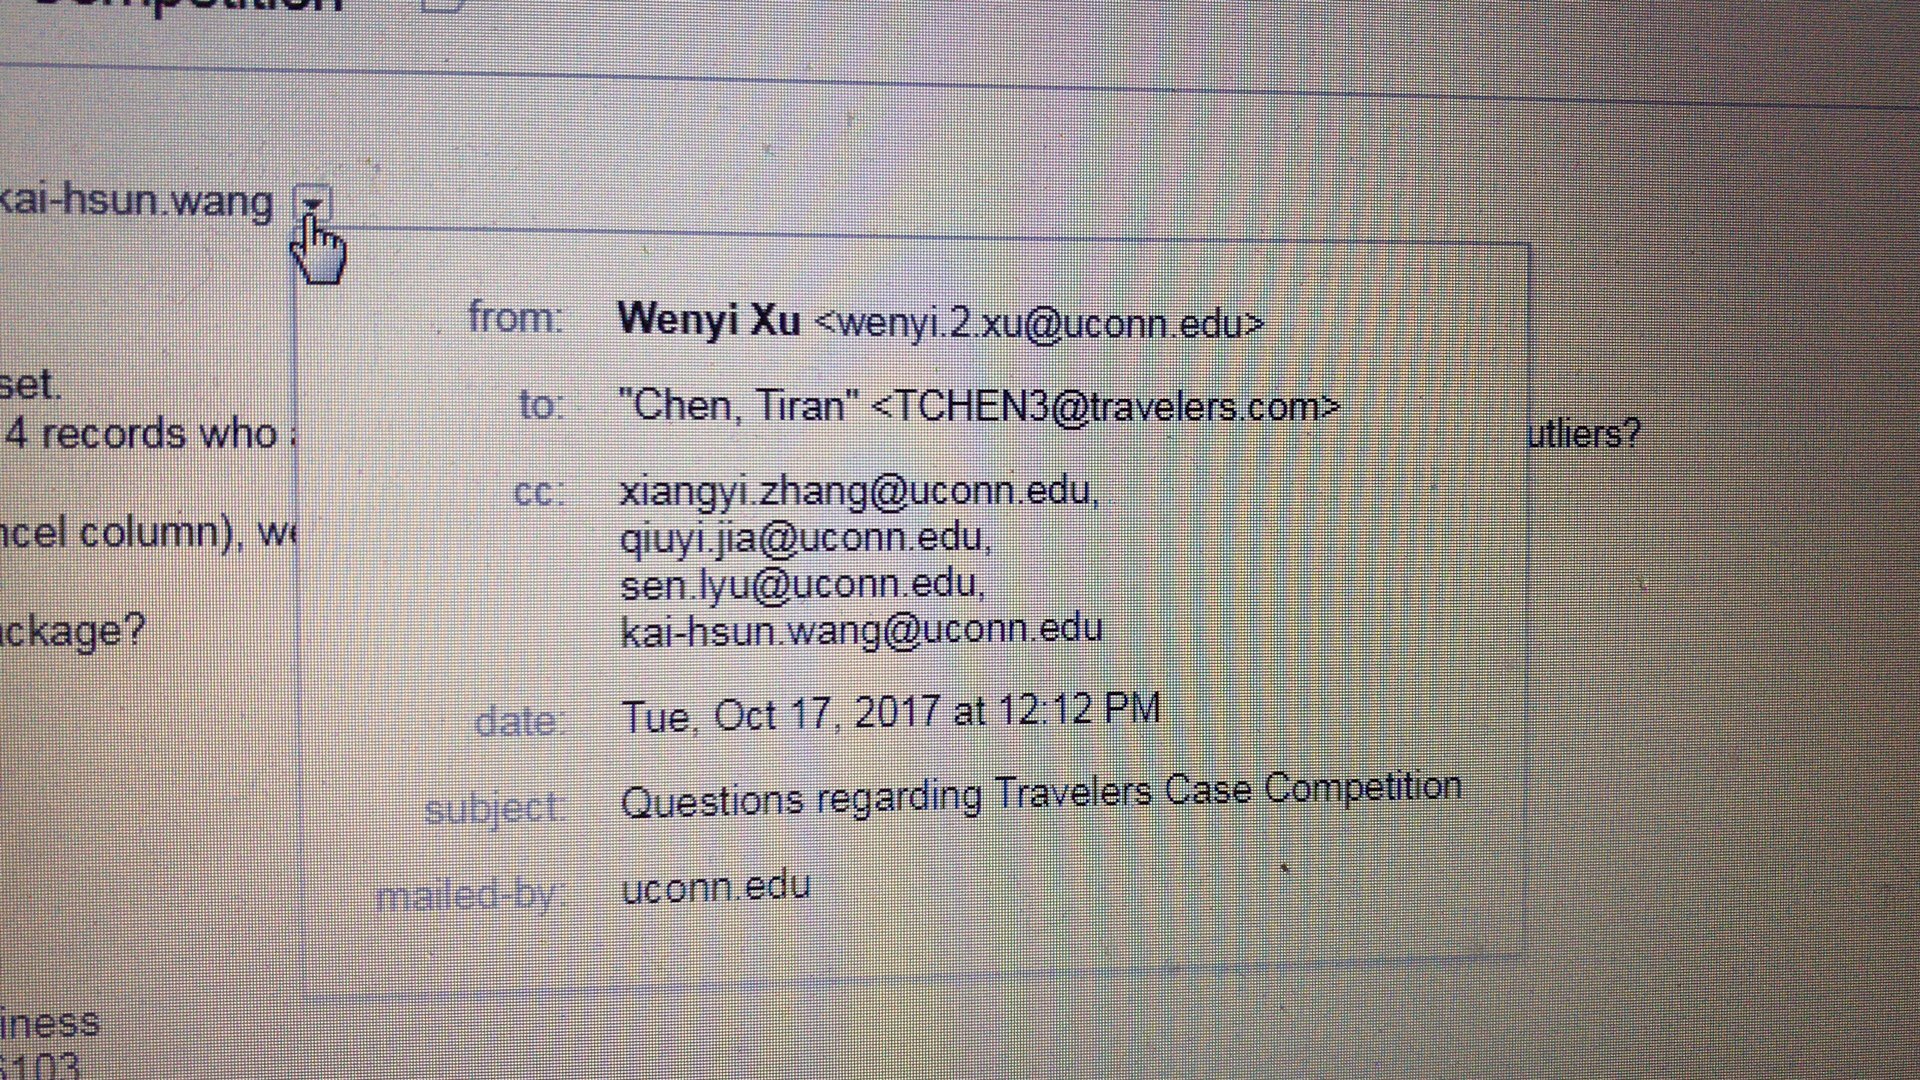 Competition
kai-hsun.wang
from: Wenyi Xu <wenyi.2.xu@uconn.edu>
set.
to: "Chen, Tiran" <TCHEN3@travelers.com>
4 records who utliers?
cc: xiangyi.zhang@uconn.edu,
ncel column), we qiuyi.jia@uconn.edu,
sen.lyu@uconn.edu,
ackage? kai-hsun.wang@uconn.edu
date: Tue, Oct 17, 2017 at 12:12 PM
subject: Questions regarding Travelers Case Competition
mailed-by: uconn.edu
iness
6103